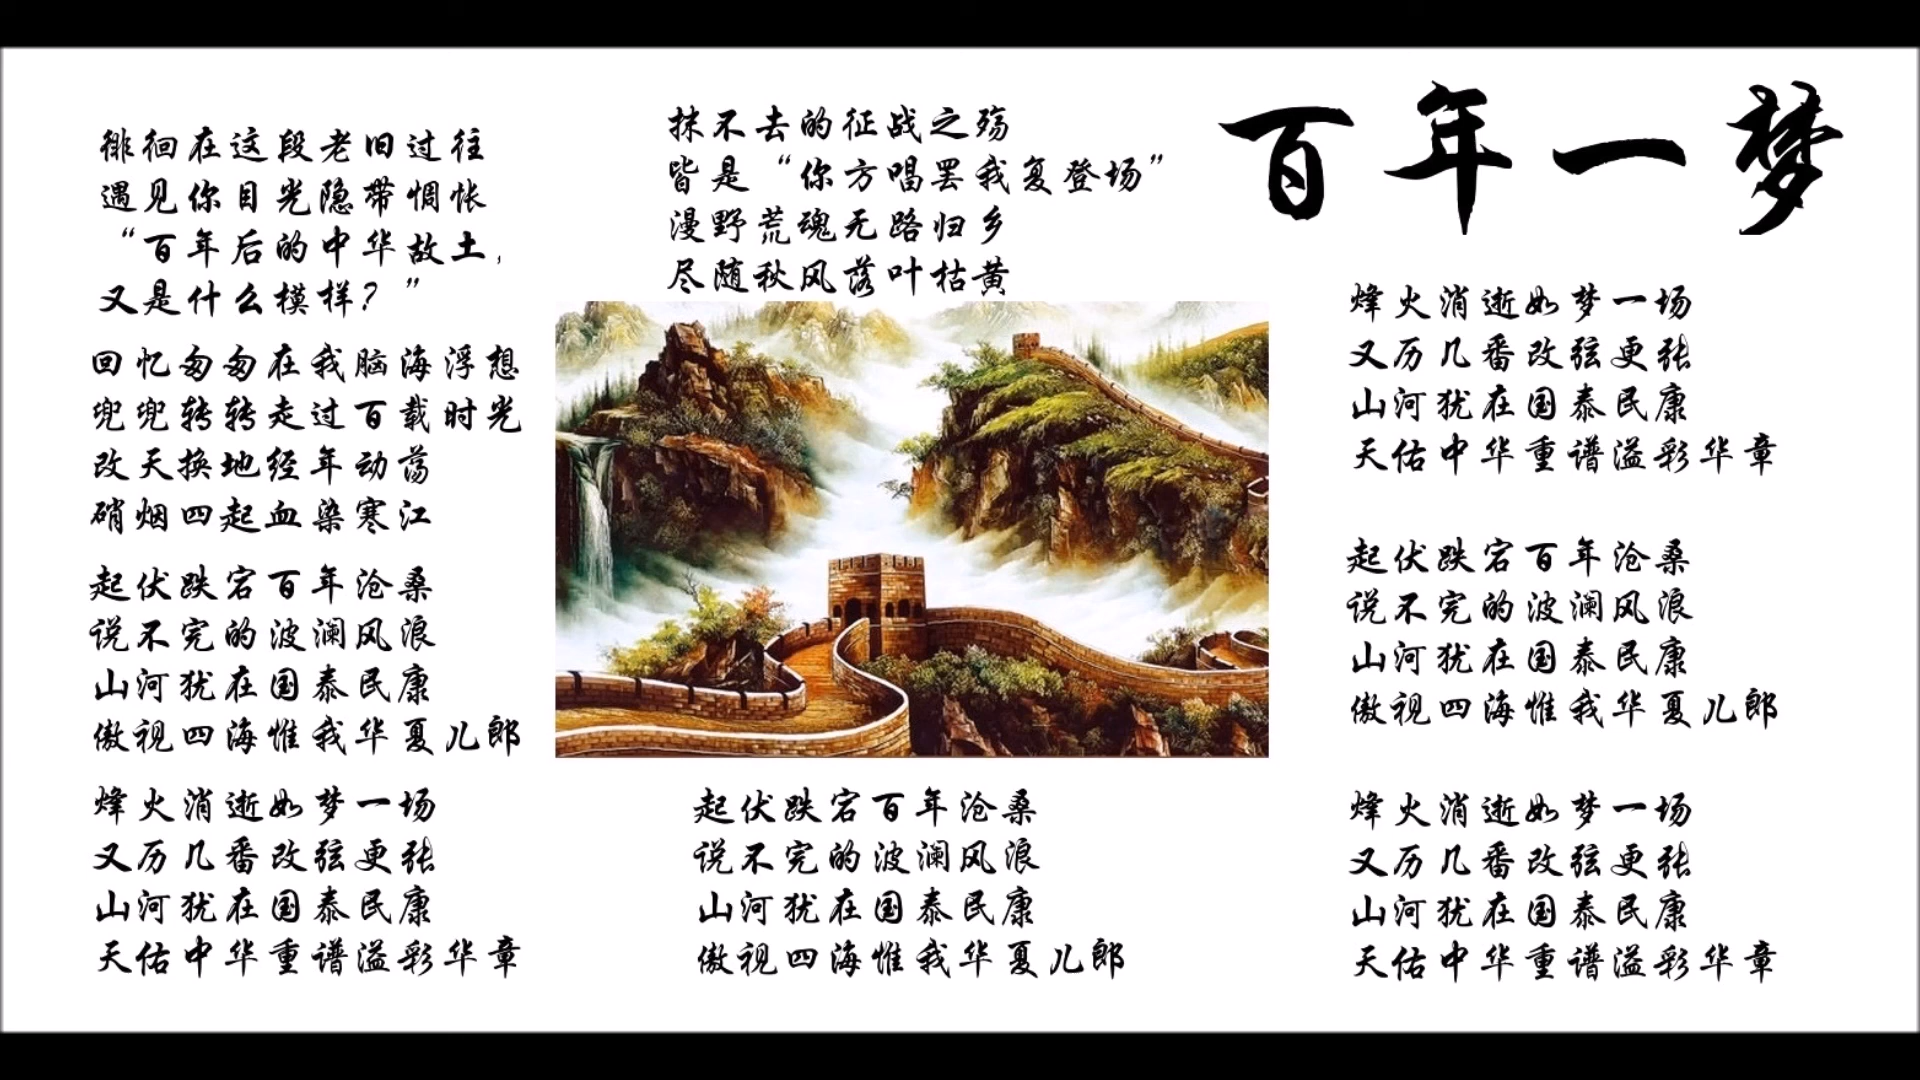 百年一梦
徘徊在这段老旧过往
遇见你目光隐带惆怅
“百年后的中华故土，
又是什么模样？”
回忆匆匆在我脑海浮想
兜兜转转走过百载时光
改天换地经年动荡
硝烟四起血染寒江
起伏跌宕百年沧桑
说不完的波澜风浪
山河犹在国泰民康
傲视四海惟我华夏儿郎
烽火消逝如梦一场
又历几番改弦更张
山河犹在国泰民康
天佑中华重谱溢彩华章
抹不去的征战之殇
皆是“你方唱罢我复登场”
漫野荒魂无路归乡
尽随秋风落叶枯黄
起伏跌宕百年沧桑
说不完的波澜风浪
山河犹在国泰民康
傲视四海惟我华夏儿郎
烽火消逝如梦一场
又历几番改弦更张
山河犹在国泰民康
天佑中华重谱溢彩华章
起伏跌宕百年沧桑
说不完的波澜风浪
山河犹在国泰民康
傲视四海惟我华夏儿郎
烽火消逝如梦一场
又历几番改弦更张
山河犹在国泰民康
天佑中华重谱溢彩华章